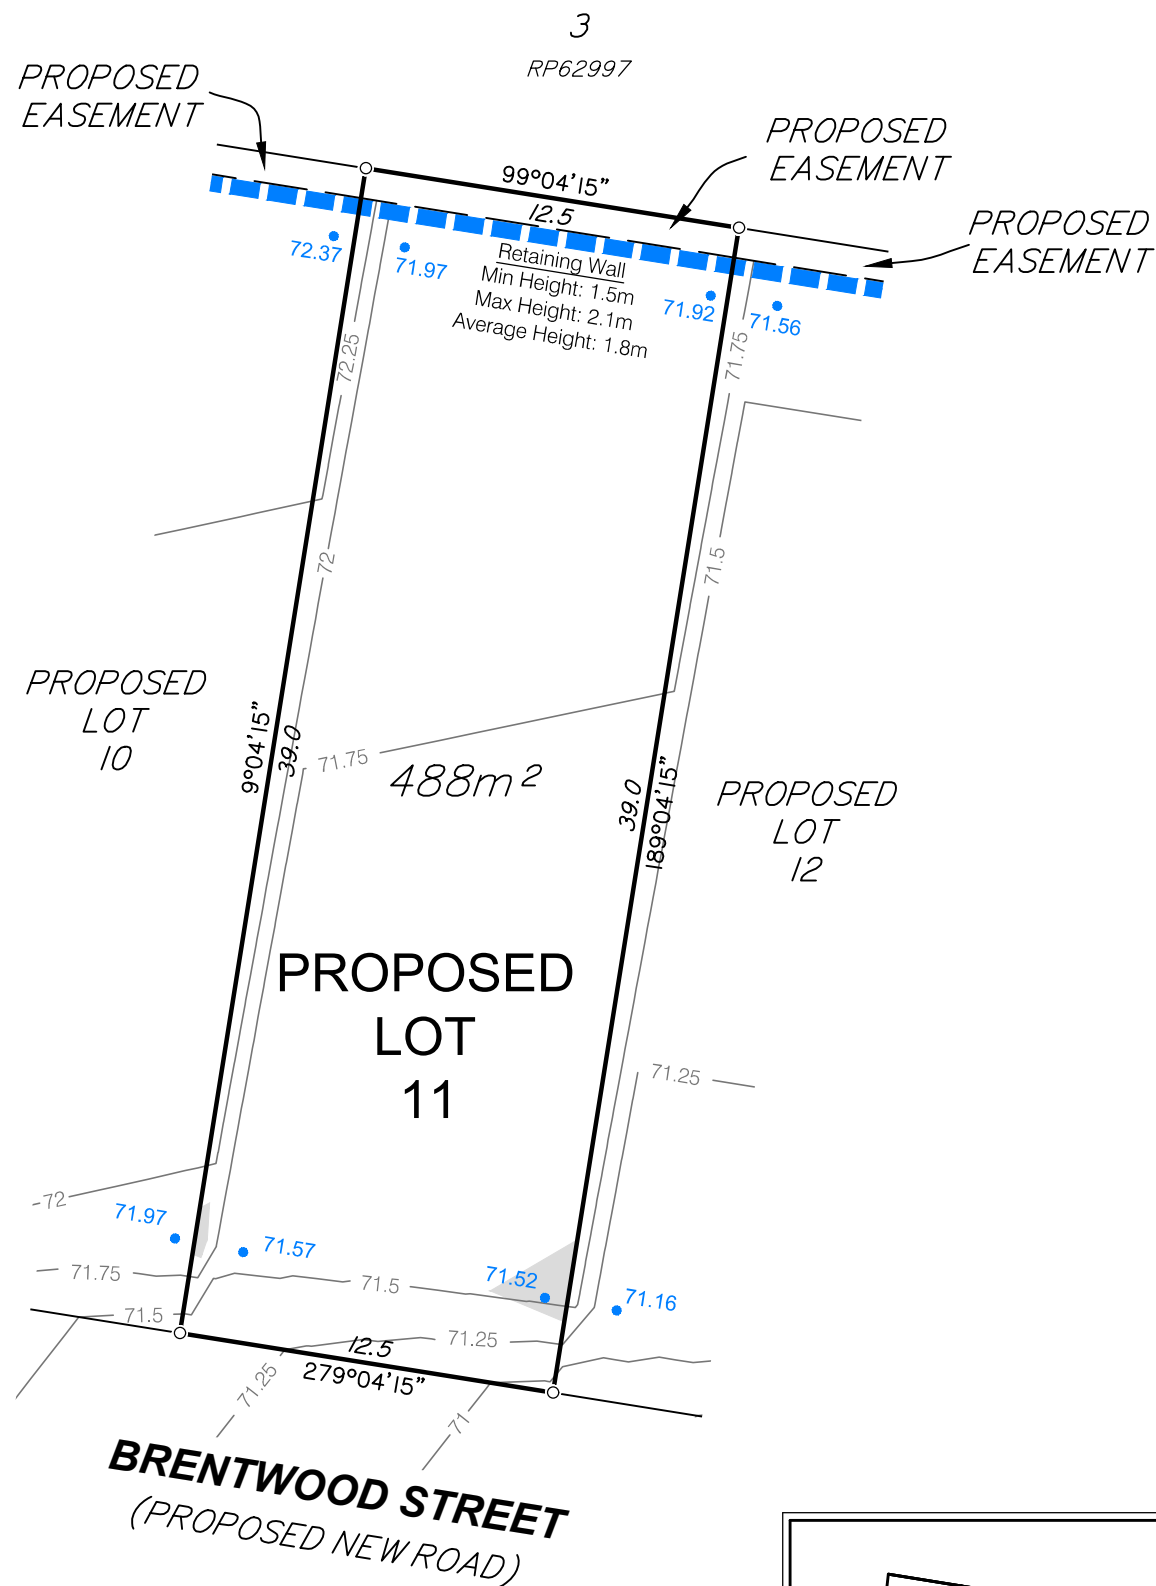 3
RP62997
PROPOSED
EASEMENT
PROPOSED
EASEMENT
PROPOSED
EASEMENT
99°04'15"
12.5
72.37
71.97
Retaining Wall
Min Height: 1.5m
Max Height: 2.1m
Average Height: 1.8m
71.92
71.56
72.25
71.75
72
71.5
PROPOSED
LOT
10
9°04'15"
39.0
71.75
488m²
39.0
189°04'15"
PROPOSED
LOT
12
PROPOSED
LOT
11
71.25
72
71.97
71.57
71.52
71.16
71.75
71.5
71.5
71.25
12.5
279°04'15"
71.25
71
BRENTWOOD STREET
(PROPOSED NEW ROAD)